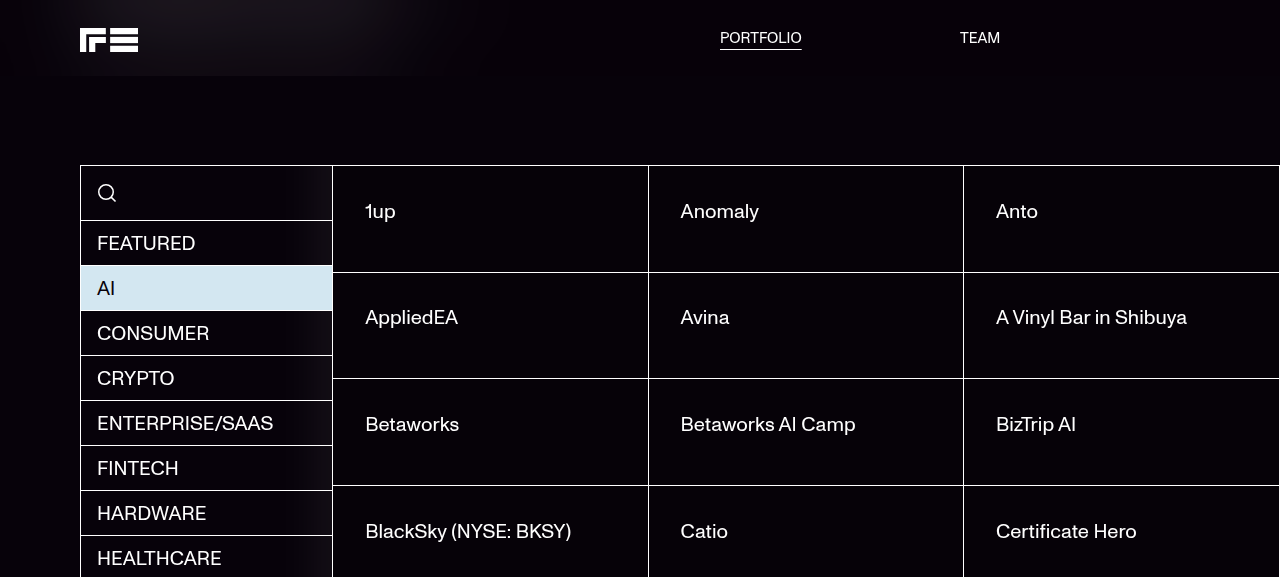 FE
PORTFOLIO
TEAM
FEATURED
AI
CONSUMER
CRYPTO
ENTERPRISE/SAAS
FINTECH
HARDWARE
HEALTHCARE
1up
Anomaly
Anto
AppliedEA
Avina
A Vinyl Bar in Shibuya
Betaworks
Betaworks AI Camp
BizTrip AI
BlackSky (NYSE: BKSY)
Catio
Certificate Hero